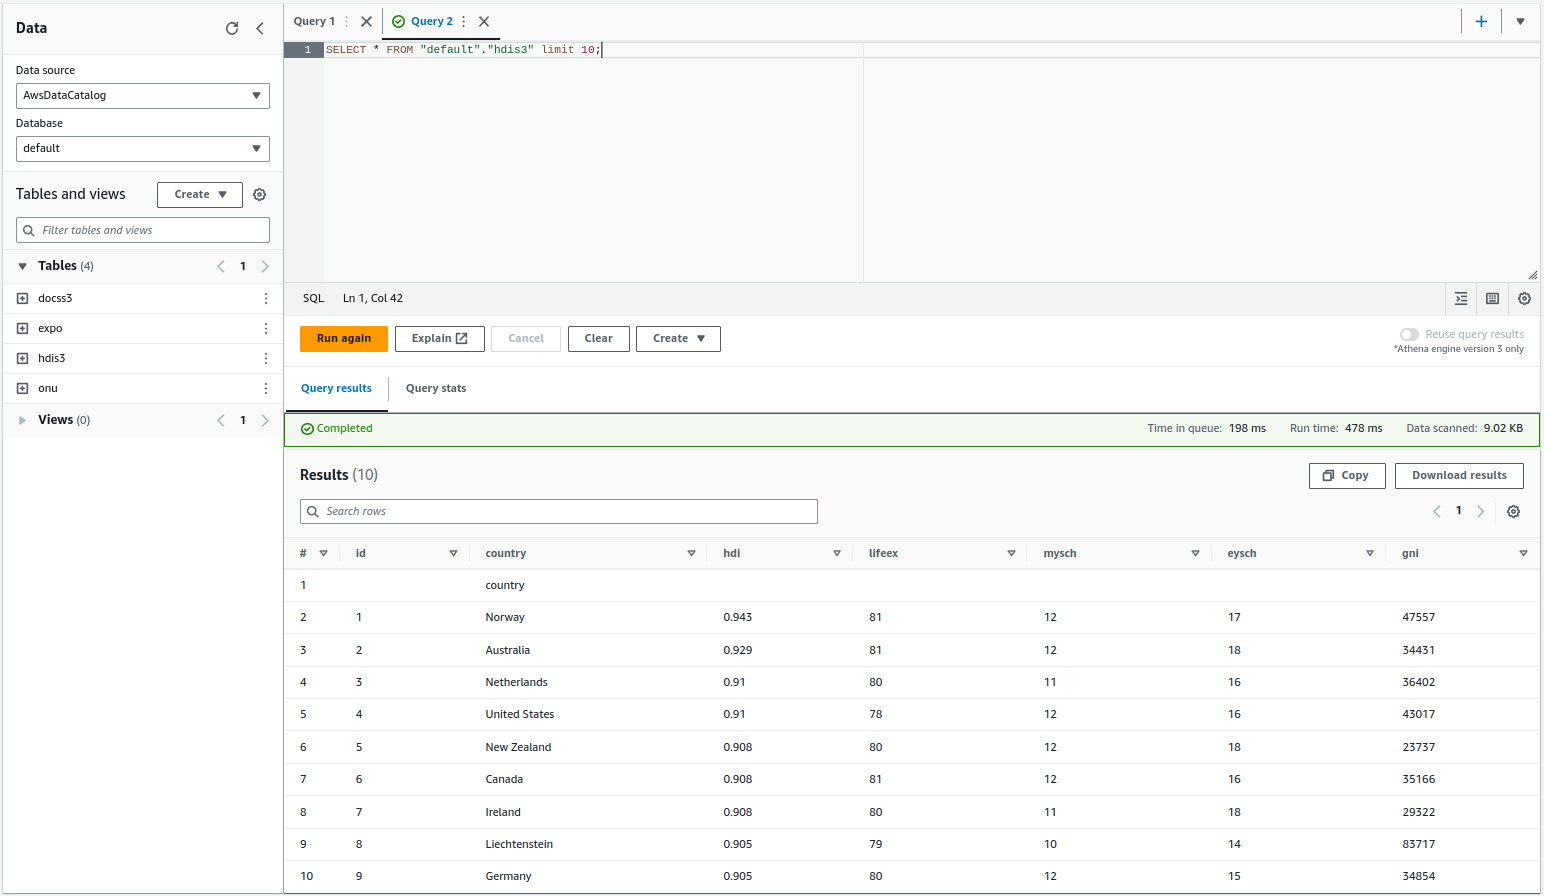 Data
Data source
AwsDataCatalog
Database
default
Tables and views
Create
Filter tables and views
Tables (4)
1
docss3
expo
hdis3
onu
Views (0)
1
Query 1
Query 2
1 SELECT * FROM "default"."hdis3" limit 10;
SQL Ln 1, Col 42
Run again Explain Cancel Clear Create
Reuse query results
*Athena engine version 3 only
Query results Query stats
Completed Time in queue: 198 ms Run time: 478 ms Data scanned: 9.02 KB
Results (10)
Copy Download results
Search rows
1
# id country hdi lifeex mysch eysch gni
1 country
2 1 Norway 0.943 81 12 17 47557
3 2 Australia 0.929 81 12 18 34431
4 3 Netherlands 0.91 80 11 16 36402
5 4 United States 0.91 78 12 16 43017
6 5 New Zealand 0.908 80 12 18 23737
7 6 Canada 0.908 81 12 16 35166
8 7 Ireland 0.908 80 11 18 29322
9 8 Liechtenstein 0.905 79 10 14 83717
10 9 Germany 0.905 80 12 15 34854